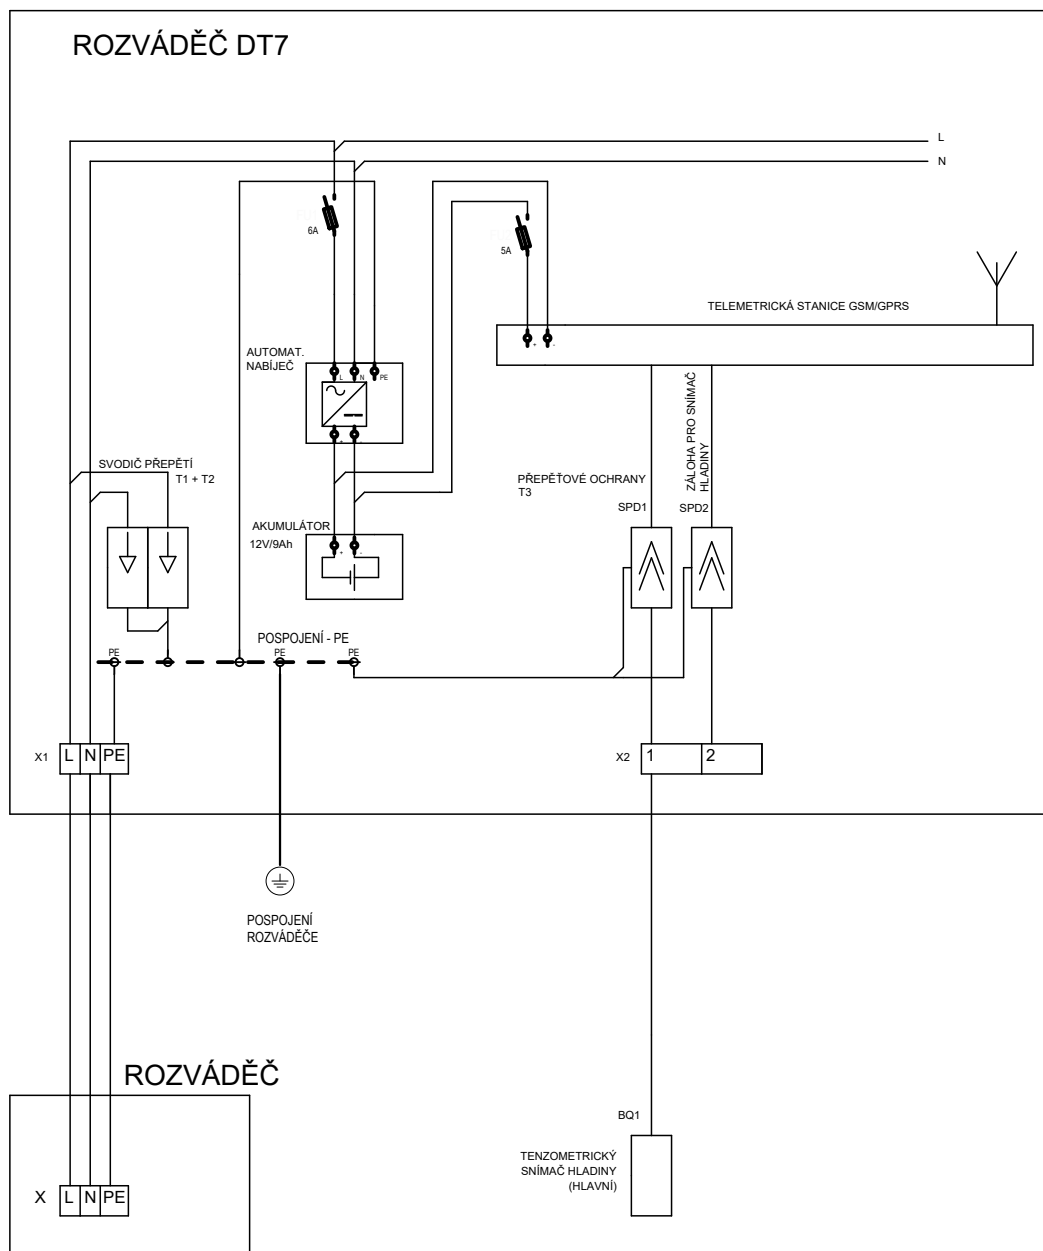 ROZVÁDĚČ DT7
L
N
6A
5A
TELEMETRICKÁ STANICE GSM/GPRS
+
-
AUTOMAT.
NABÍJEČ
L
N
PE
+
-
ZÁLOHA PRO SNÍMAČ
HLADINY
SVODIČ PŘEPĚTÍ
T1 + T2
PŘEPĚŤOVÉ OCHRANY
T3
SPD1
SPD2
AKUMULÁTOR
12V/9Ah
+
-
POSPOJENÍ - PE
PE
PE
PE
X1
L
N
PE
X2
1
2
POSPOJENÍ
ROZVÁDĚČE
ROZVÁDĚČ
BQ1
TENZOMETRICKÝ
SNÍMAČ HLADINY
(HLAVNÍ)
X
L
N
PE